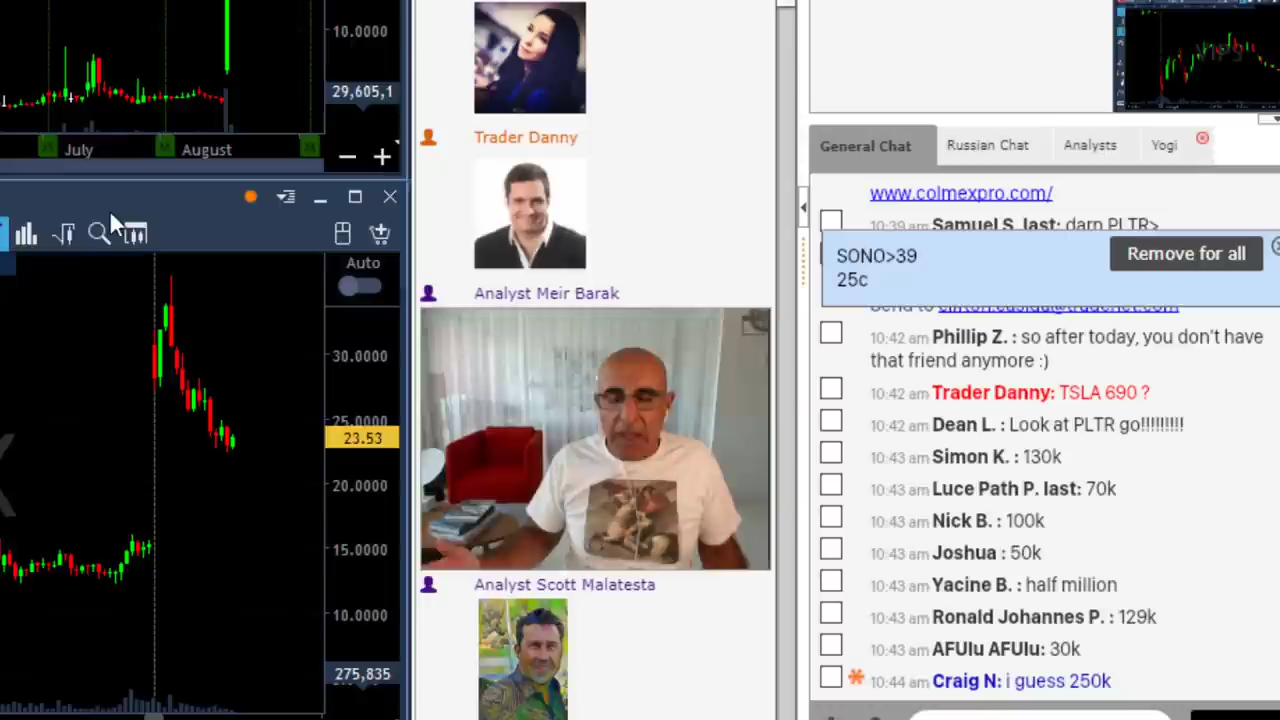 10.0000
29,605,1
July
August
Auto
30.0000
25.0000
23.53
20.0000
15.0000
10.0000
275,835
Trader Danny
Analyst Meir Barak
Analyst Scott Malatesta
VIPS
General Chat
Russian Chat
Analysts
Yogi
www.colmexpro.com/
10:39 am Samuel S. last: darn PLTR>
SONO>39
25c
Remove for all
10:42 am Phillip Z. : so after today, you don't have
that friend anymore :)
10:42 am Trader Danny: TSLA 690 ?
10:42 am Dean L. : Look at PLTR go!!!!!!!!!
10:43 am Simon K. : 130k
10:43 am Luce Path P. last: 70k
10:43 am Nick B. : 100k
10:43 am Joshua : 50k
10:43 am Yacine B. : half million
10:43 am Ronald Johannes P. : 129k
10:43 am AFUlu AFUlu: 30k
10:44 am Craig N: i guess 250k